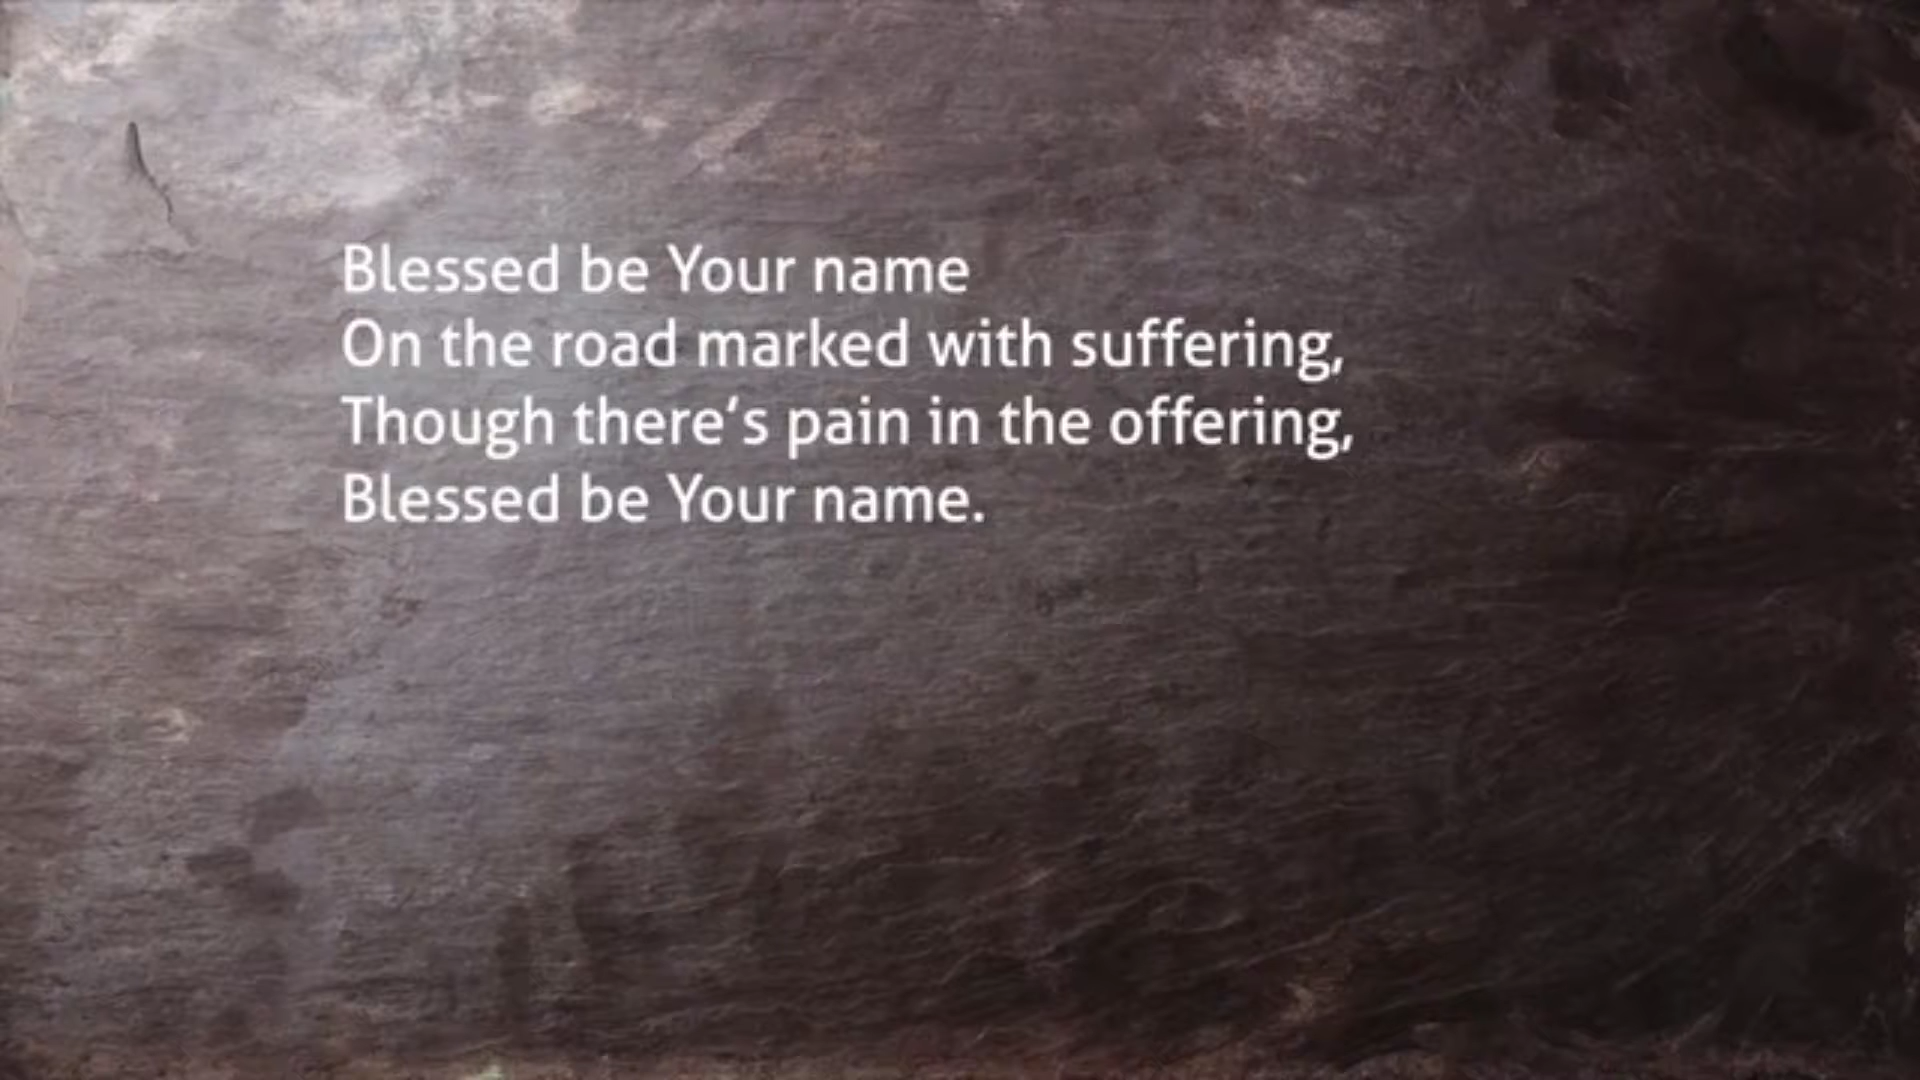 Blessed be Your name
On the road marked with suffering,
Though there‘s pain in the offering,
Blessed be Your name.